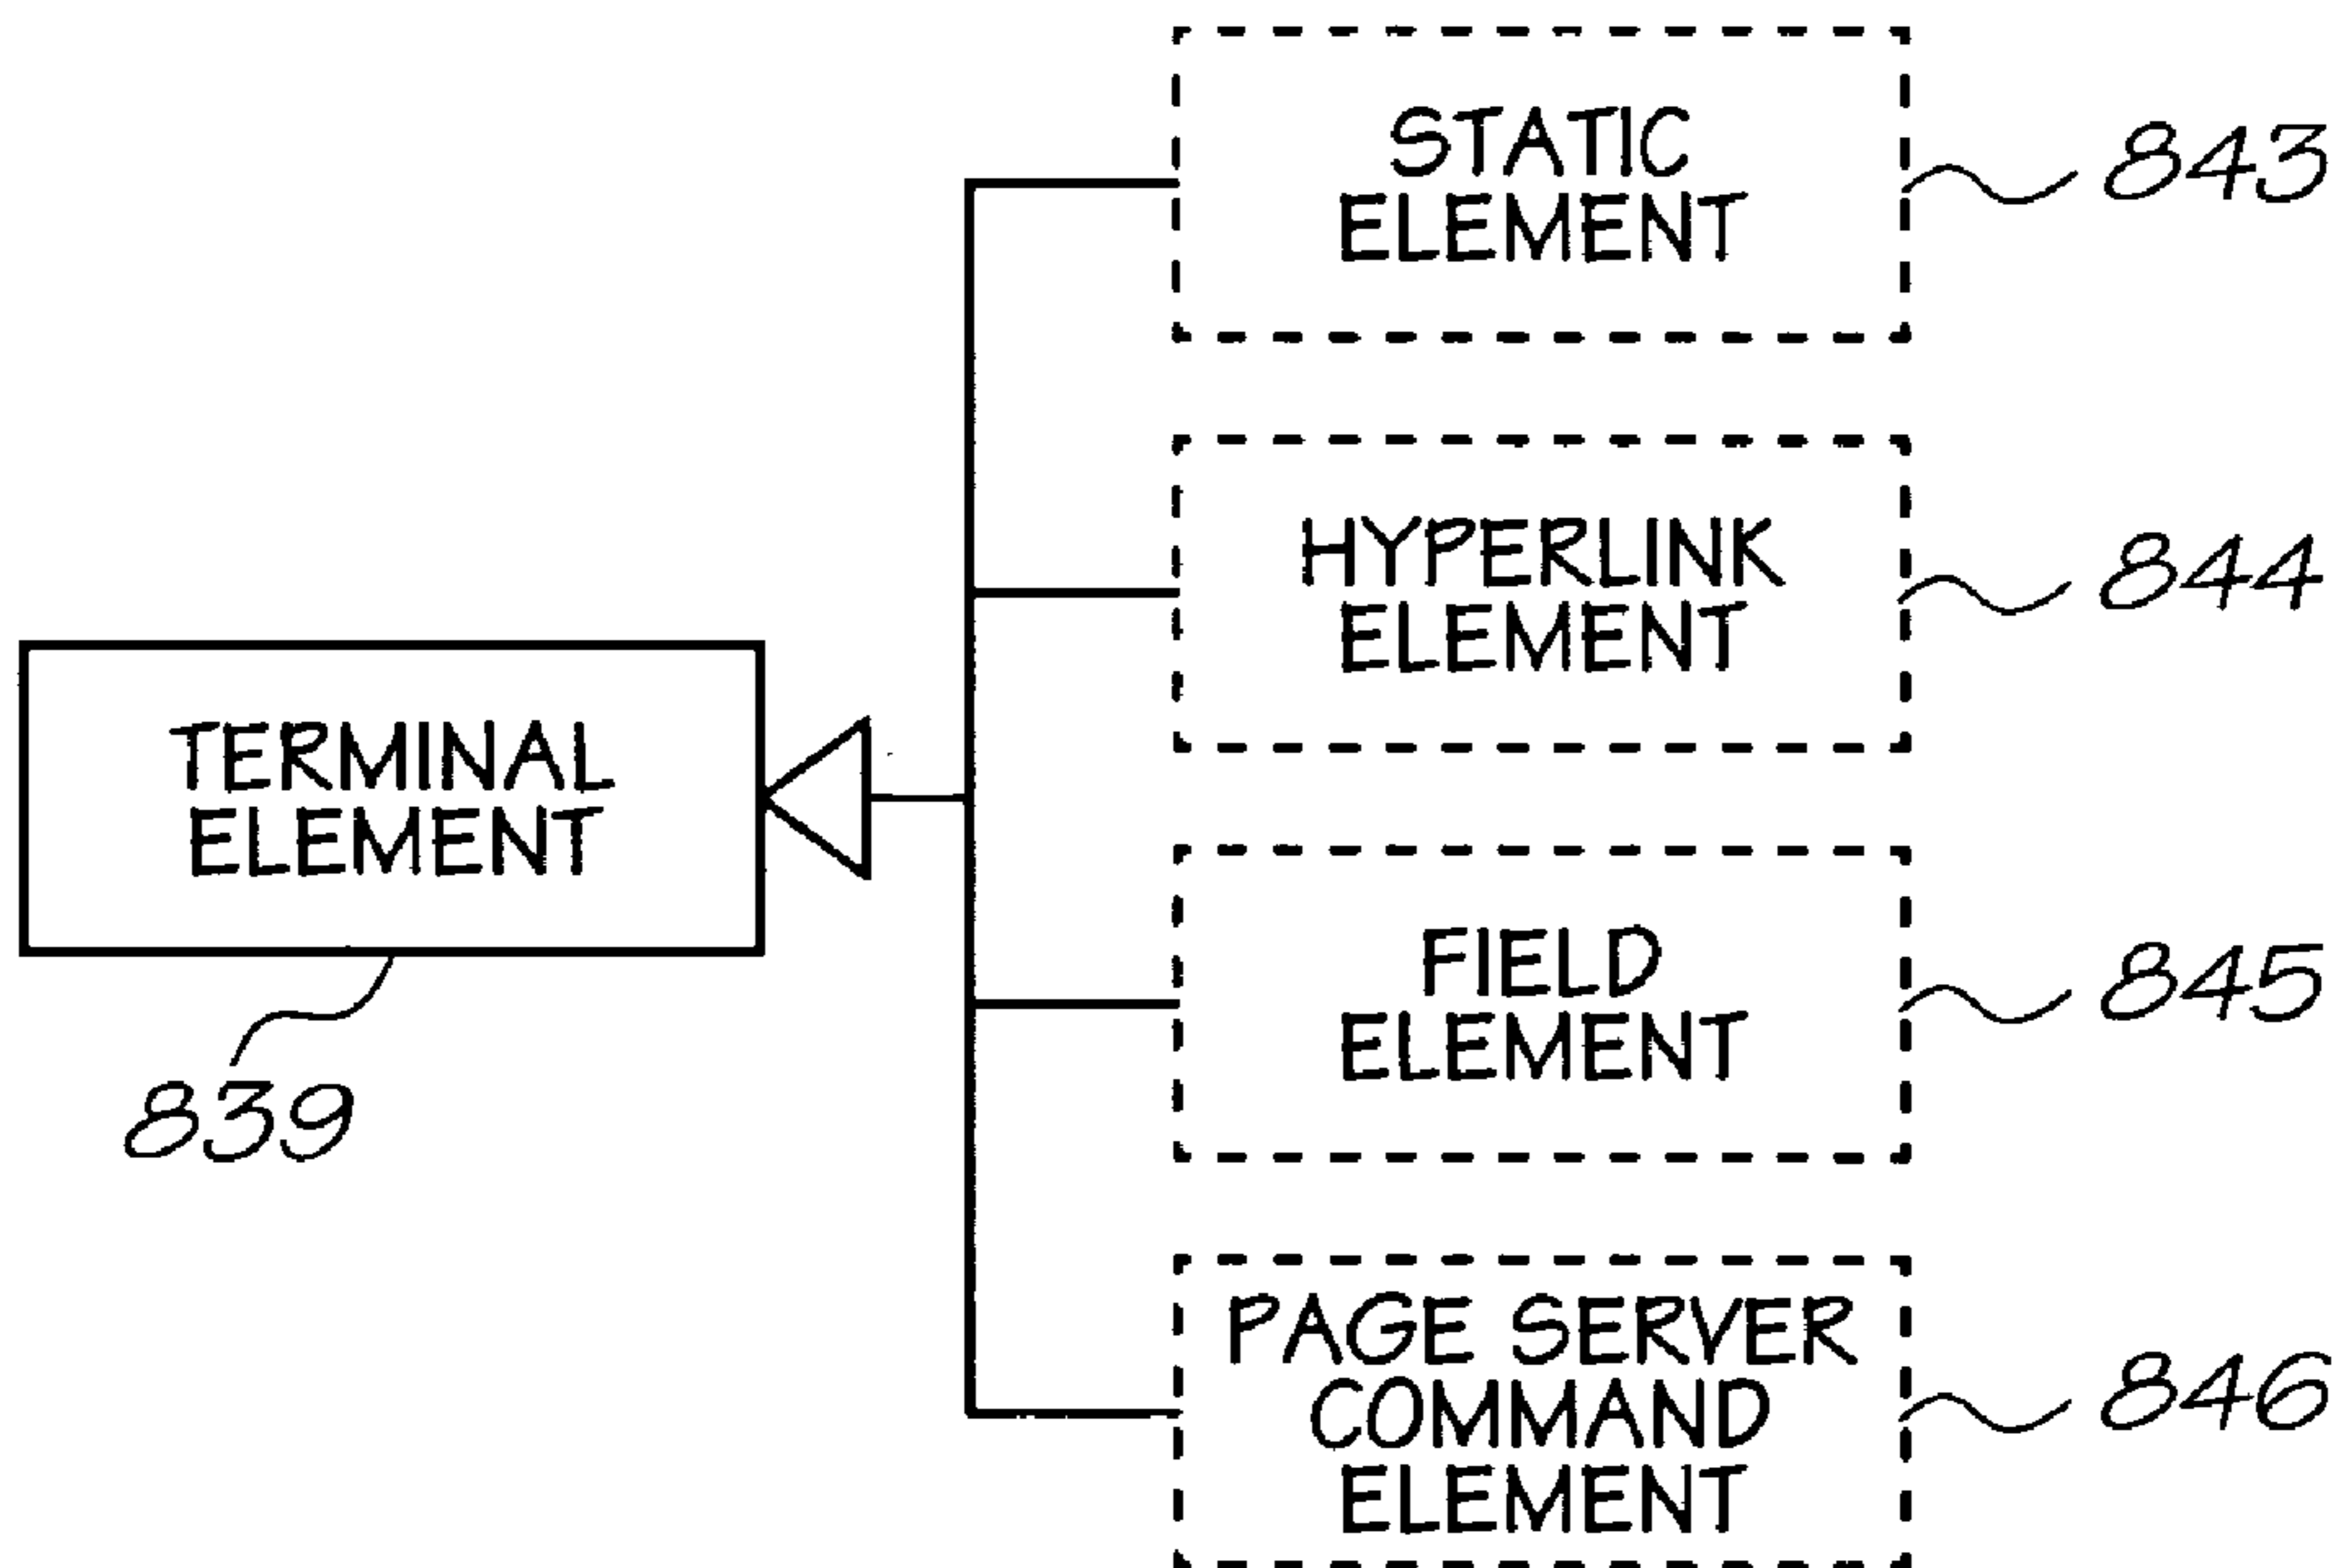 STATIC
ELEMENT
843
HYPERLINK
ELEMENT
844
TERMINAL
ELEMENT
839
FIELD
ELEMENT
845
PAGE SERVER
COMMAND
ELEMENT
846